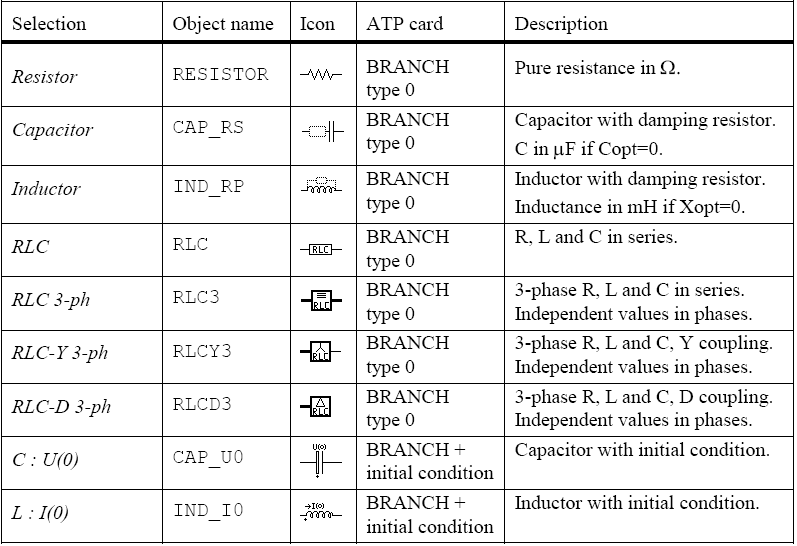 Selection Object name Icon ATP card Description
Resistor RESISTOR BRANCH type 0 Pure resistance in Ω.
Capacitor CAP_RS BRANCH type 0 Capacitor with damping resistor.
C in μF if Copt=0.
Inductor IND_RP BRANCH type 0 Inductor with damping resistor.
Inductance in mH if Xopt=0.
RLC RLC RLC BRANCH type 0 R, L and C in series.
RLC 3-ph RLC3 RLC BRANCH type 0 3-phase R, L and C in series.
Independent values in phases.
RLC-Y 3-ph RLCY3 RLC BRANCH type 0 3-phase R, L and C, Y coupling.
Independent values in phases.
RLC-D 3-ph RLCD3 RLC BRANCH type 0 3-phase R, L and C, D coupling.
Independent values in phases.
C : U(0) CAP_U0 U(0) BRANCH + initial condition Capacitor with initial condition.
L : I(0) IND_I0 I(0) BRANCH + initial condition Inductor with initial condition.